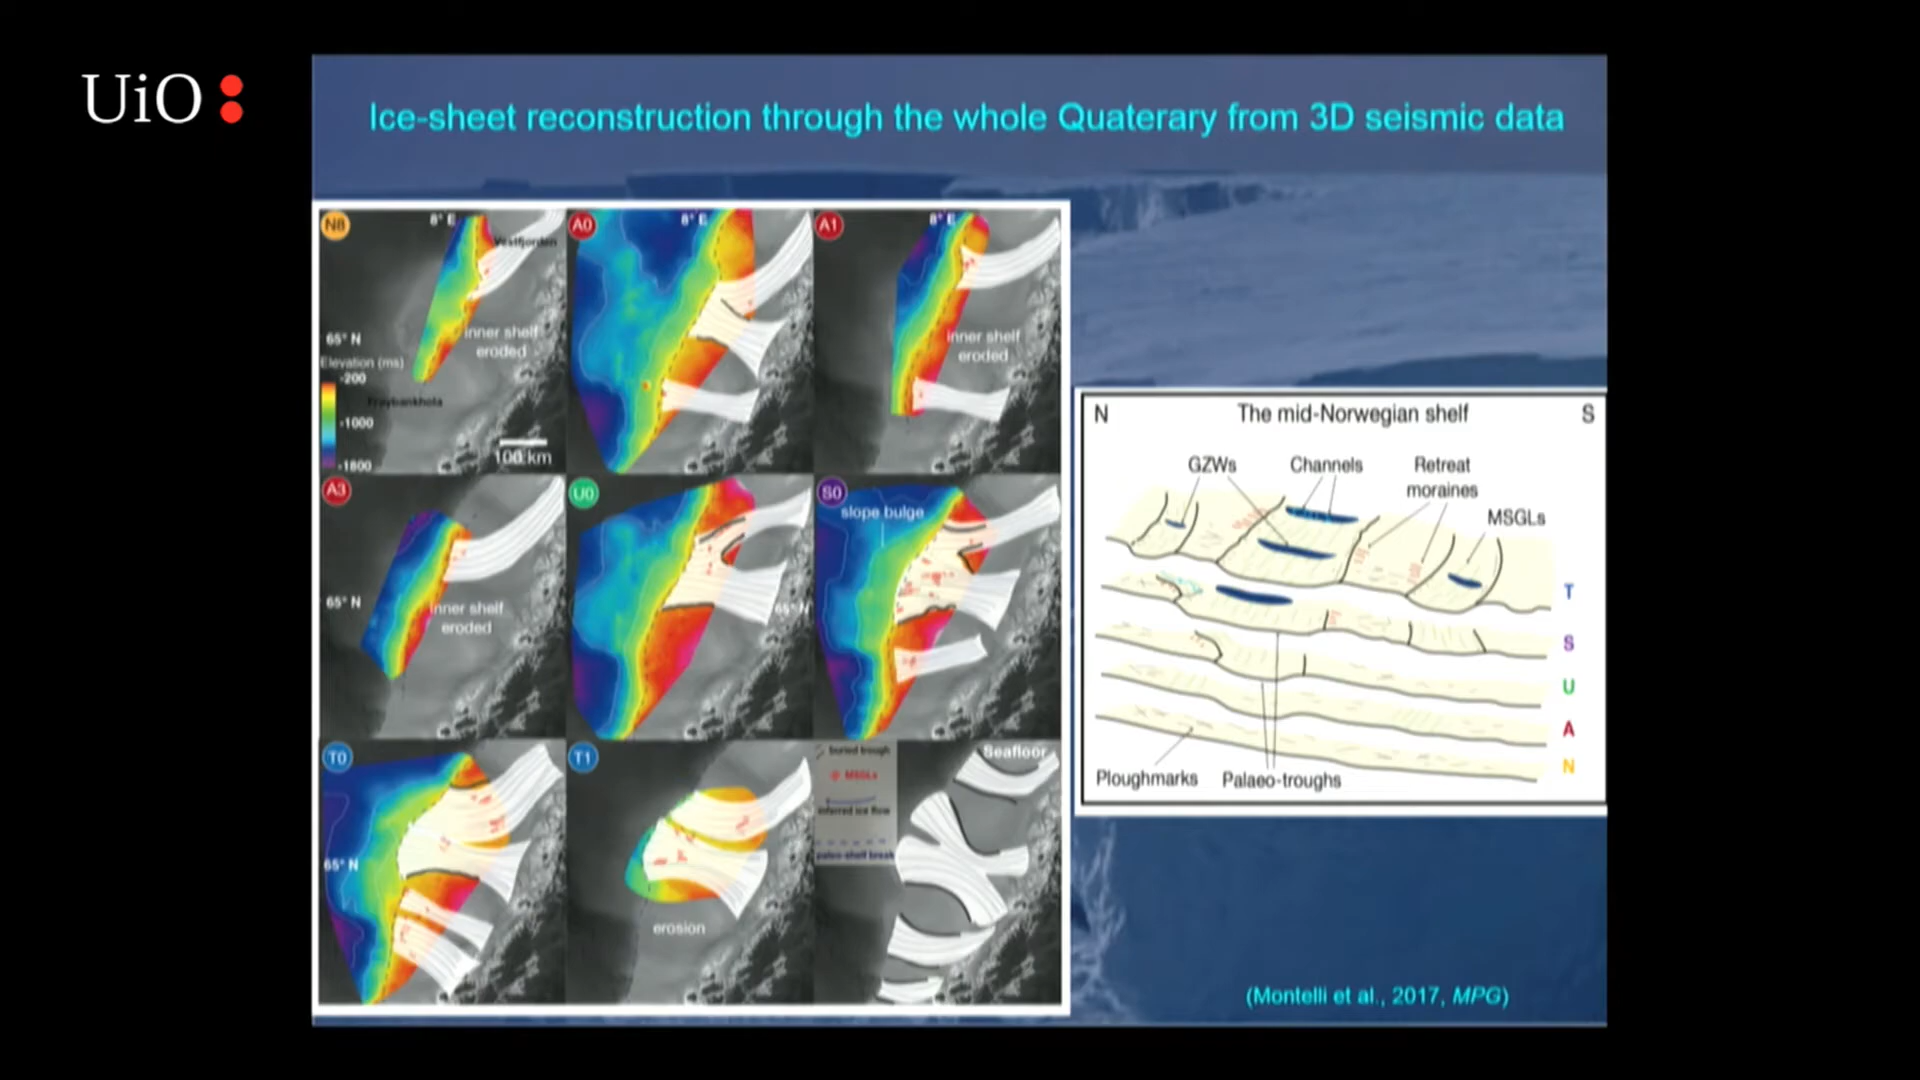 UiO
Ice-sheet reconstruction through the whole Quaterary from 3D seismic data
N8
8° E
Vestfjorden
65° N
inner shelf
eroded
Elevation (ms)
-200
-1000
-1800
100 km
A0
8° E
A1
8° E
inner shelf
eroded
A3
65° N
inner shelf
eroded
U0
65° N
S0
slope bulge
T0
65° N
T1
erosion
buried trough
MSGLs
inferred ice flow
palaeo-shelf break
Seafloor
N
The mid-Norwegian shelf
S
GZWs
Channels
Retreat
moraines
MSGLs
T
S
U
A
N
Ploughmarks
Palaeo-troughs
(Montelli et al., 2017, MPG)